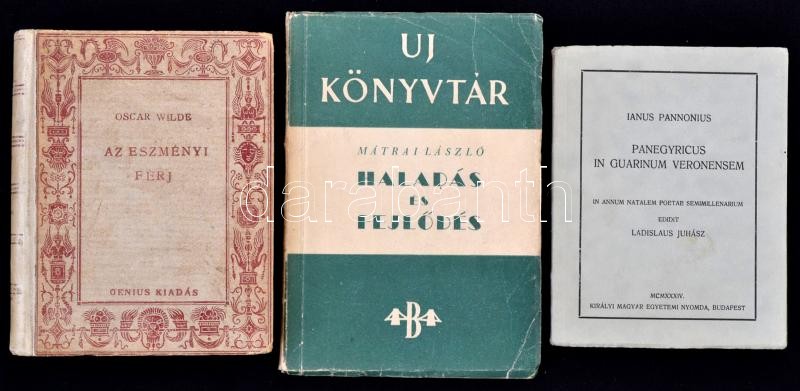 OSCAR WILDE
AZ ESZMÉNYI
FÉRJ
GENIUS KIADÁS
UJ
KÖNYVTÁR
MÁTRAI LÁSZLÓ
HALADÁS
ÉS
FEJLŐDÉS
B
IANUS PANNONIUS
PANEGYRICUS
IN GUARINUM VERONENSEM
IN ANNUM NATALEM POETAE SEMIMILLENARIUM
EDIDIT
LADISLAUS JUHÁSZ
MCMXXXIV.
KIRÁLYI MAGYAR EGYETEMI NYOMDA, BUDAPEST
darabanth